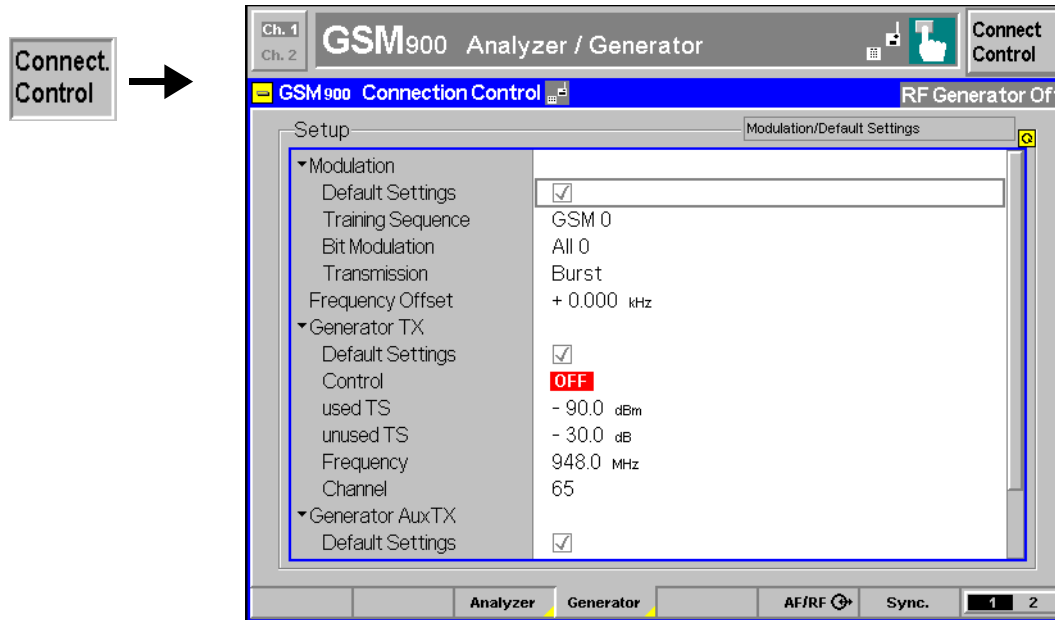 Connect.
Control
Ch. 1
Ch. 2
GSM900 Analyzer / Generator
Connect
Control
GSM900 Connection Control
RF Generator Off
Setup
Modulation/Default Settings
Modulation
Default Settings
Training Sequence GSM 0
Bit Modulation All 0
Transmission Burst
Frequency Offset + 0.000 kHz
Generator TX
Default Settings
Control OFF
used TS - 90.0 dBm
unused TS - 30.0 dB
Frequency 948.0 MHz
Channel 65
Generator AuxTX
Default Settings
Analyzer Generator AF/RF Sync. 1 2